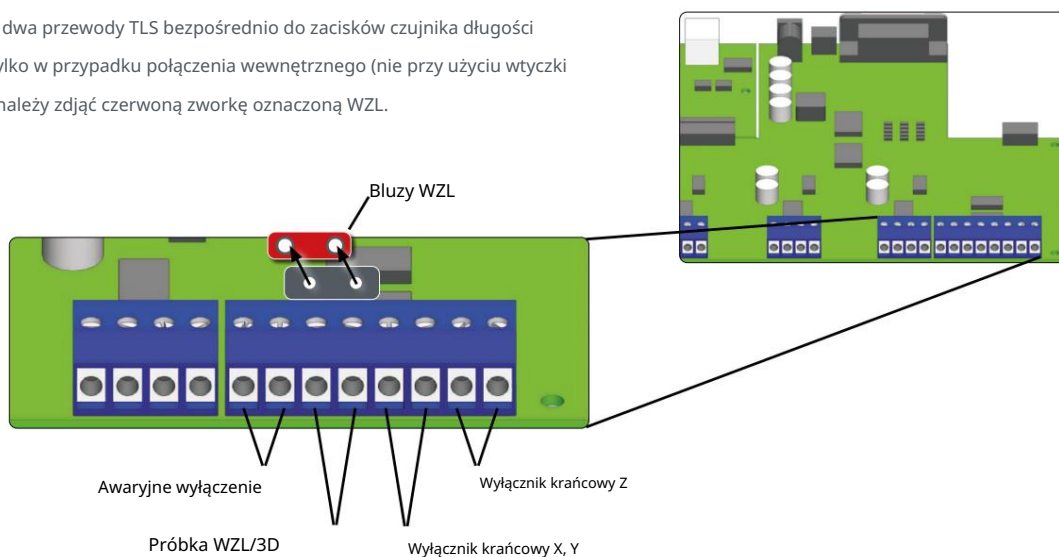 dwa przewody TLS bezpośrednio do zacisków czujnika długości
ylko w przypadku połączenia wewnętrznego (nie przy użyciu wtyczki
należy zdjąć czerwoną zworkę oznaczoną WZL.
Bluzy WZL
Awaryjne wyłączenie
Wyłącznik krańcowy Z
Próbka WZL/3D
Wyłącznik krańcowy X, Y